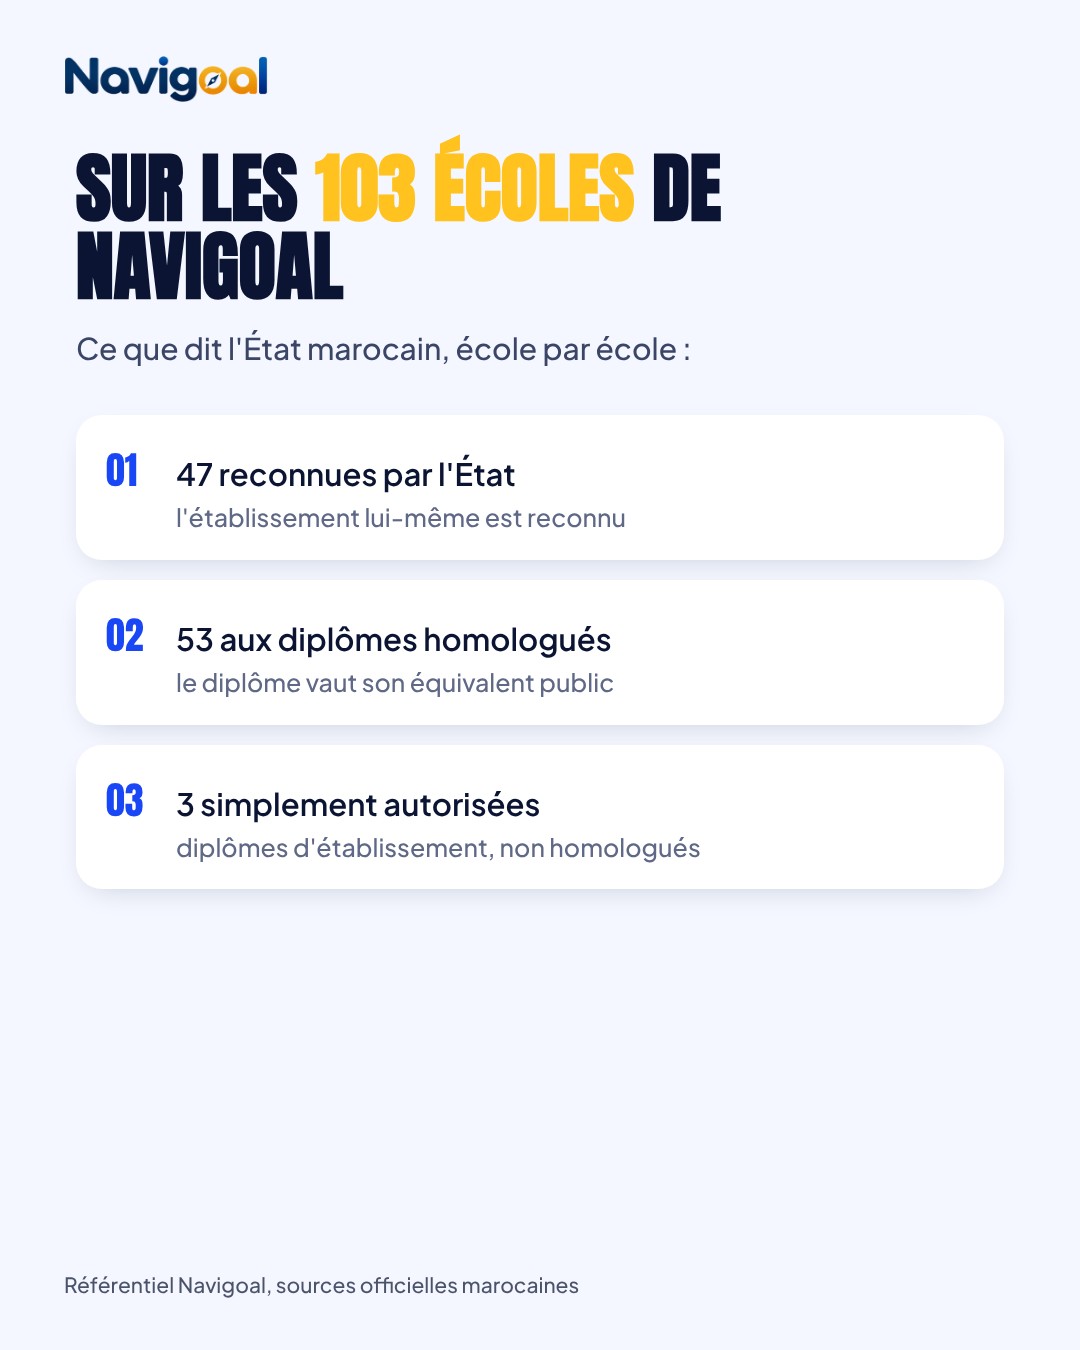 Navigoal
SUR LES 103 ÉCOLES DE
NAVIGOAL
Ce que dit l'État marocain, école par école :
01 47 reconnues par l'État
l'établissement lui-même est reconnu
02 53 aux diplômes homologués
le diplôme vaut son équivalent public
03 3 simplement autorisées
diplômes d'établissement, non homologués
Référentiel Navigoal, sources officielles marocaines